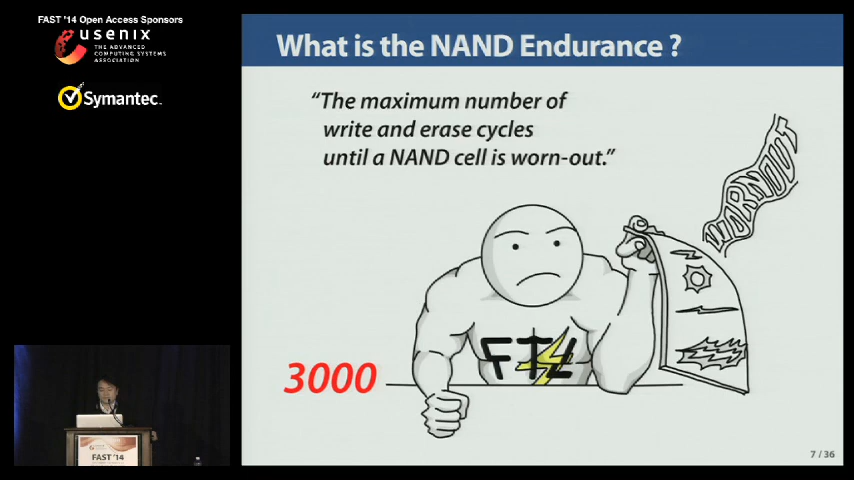 FAST '14 Open Access Sponsors
usenix
THE ADVANCED
COMPUTING SYSTEMS
ASSOCIATION
Symantec.
What is the NAND Endurance ?
“The maximum number of
write and erase cycles
until a NAND cell is worn-out.”
WORNOUT
FTL
3000
FAST '14
7 / 36